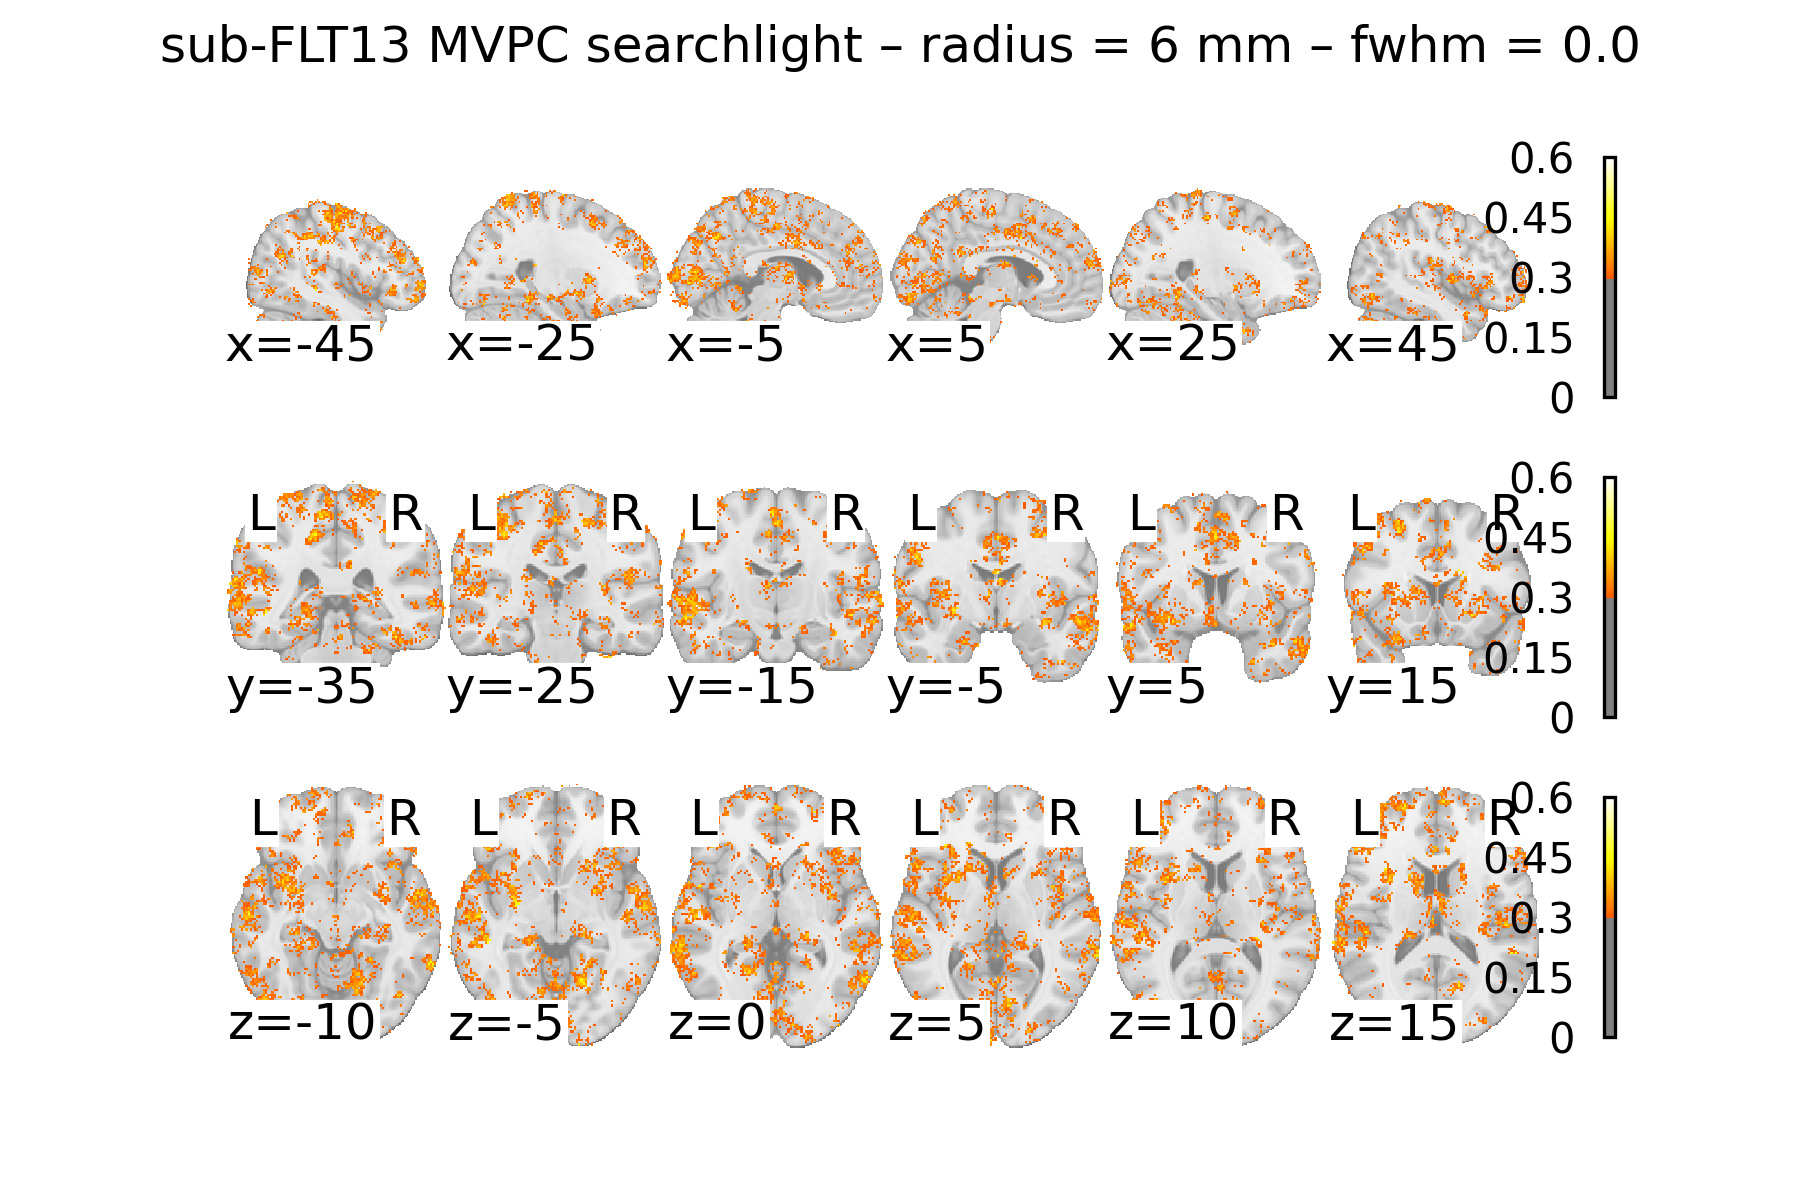 sub-FLT13 MVPC searchlight – radius = 6 mm – fwhm = 0.0
0.6
0.45
0.3
0.15
0
x=-45 x=-25 x=-5 x=5 x=25 x=45
0.6
L R L R L R L R L R L R
0.45
0.3
0.15
0
y=-35 y=-25 y=-15 y=-5 y=5 y=15
0.6
L R L R L R L R L R L R
0.45
0.3
0.15
0
z=-10 z=-5 z=0 z=5 z=10 z=15